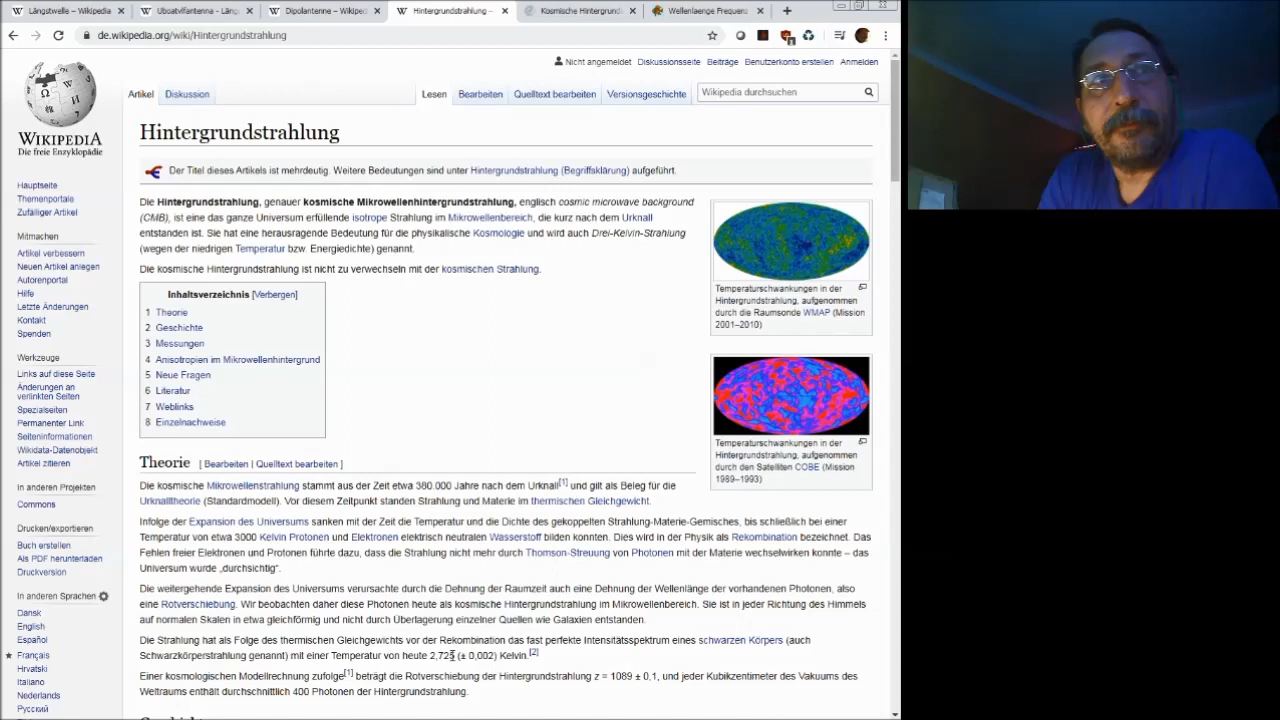 Längstwelle – Wikipedia
Dipolantenne – Wikiped
Hintergrundstrahlung –
Kosmische Hintergrund
Wellenlaenge Frequen
de.wikipedia.org/wiki/Hintergrundstrahlung
Nicht angemeldet Diskussionsseite Beiträge Benutzerkonto erstellen Anmelden
Artikel Diskussion Lesen Bearbeiten Quelltext bearbeiten Versionsgeschichte Wikipedia durchsuchen
WIKIPEDIA
Die freie Enzyklopädie
Hauptseite
Themenportale
Zufälliger Artikel
Mitmachen
Artikel verbessern
Neuen Artikel anlegen
Autorenportal
Hilfe
Letzte Änderungen
Kontakt
Spenden
Werkzeuge
Links auf diese Seite
Änderungen an
verlinkten Seiten
Spezialseiten
Permanenter Link
Seiteninformationen
Wikidata-Datenobjekt
Artikel zitieren
In anderen Projekten
Commons
Drucken/exportieren
Buch erstellen
Als PDF herunterladen
Druckversion
In anderen Sprachen
Dansk
English
Español
Français
Hrvatski
Italiano
Nederlands
Русский
Hintergrundstrahlung
Der Titel dieses Artikels ist mehrdeutig. Weitere Bedeutungen sind unter Hintergrundstrahlung (Begriffsklärung) aufgeführt.
Die Hintergrundstrahlung, genauer kosmische Mikrowellenhintergrundstrahlung, englisch cosmic microwave background
(CMB), ist eine das ganze Universum erfüllende isotrope Strahlung im Mikrowellenbereich, die kurz nach dem Urknall
entstanden ist. Sie hat eine herausragende Bedeutung für die physikalische Kosmologie und wird auch Drei-Kelvin-Strahlung
(wegen der niedrigen Temperatur bzw. Energiedichte) genannt.
Die kosmische Hintergrundstrahlung ist nicht zu verwechseln mit der kosmischen Strahlung.
Inhaltsverzeichnis [Verbergen]
1 Theorie
2 Geschichte
3 Messungen
4 Anisotropien im Mikrowellenhintergrund
5 Neue Fragen
6 Literatur
7 Weblinks
8 Einzelnachweise
Temperaturschwankungen in der
Hintergrundstrahlung, aufgenommen
durch die Raumsonde WMAP (Mission
2001–2010)
Temperaturschwankungen in der
Hintergrundstrahlung, aufgenommen
durch den Satelliten COBE (Mission
1989–1993)
Theorie [ Bearbeiten | Quelltext bearbeiten ]
Die kosmische Mikrowellenstrahlung stammt aus der Zeit etwa 380.000 Jahre nach dem Urknall[1] und gilt als Beleg für die
Urknalltheorie (Standardmodell). Vor diesem Zeitpunkt standen Strahlung und Materie im thermischen Gleichgewicht.
Infolge der Expansion des Universums sanken mit der Zeit die Temperatur und die Dichte des gekoppelten Strahlung-Materie-Gemisches, bis schließlich bei einer
Temperatur von etwa 3000 Kelvin Protonen und Elektronen elektrisch neutralen Wasserstoff bilden konnten. Dies wird in der Physik als Rekombination bezeichnet. Das
Fehlen freier Elektronen und Protonen führte dazu, dass die Strahlung nicht mehr durch Thomson-Streuung von Photonen mit der Materie wechselwirken konnte – das
Universum wurde „durchsichtig“.
Die weitergehende Expansion des Universums verursachte durch die Dehnung der Raumzeit auch eine Dehnung der Wellenlänge der vorhandenen Photonen, also
eine Rotverschiebung. Wir beobachten daher diese Photonen heute als kosmische Hintergrundstrahlung im Mikrowellenbereich. Sie ist in jeder Richtung des Himmels
auf normalen Skalen in etwa gleichförmig und nicht durch Überlagerung einzelner Quellen wie Galaxien entstanden.
Die Strahlung hat als Folge des thermischen Gleichgewichts vor der Rekombination das fast perfekte Intensitätsspektrum eines schwarzen Körpers (auch
Schwarzkörperstrahlung genannt) mit einer Temperatur von heute 2,725 (± 0,002) Kelvin.[2]
Einer kosmologischen Modellrechnung zufolge[1] beträgt die Rotverschiebung der Hintergrundstrahlung z = 1089 ± 0,1, und jeder Kubikzentimeter des Vakuums des
Weltraums enthält durchschnittlich 400 Photonen der Hintergrundstrahlung.